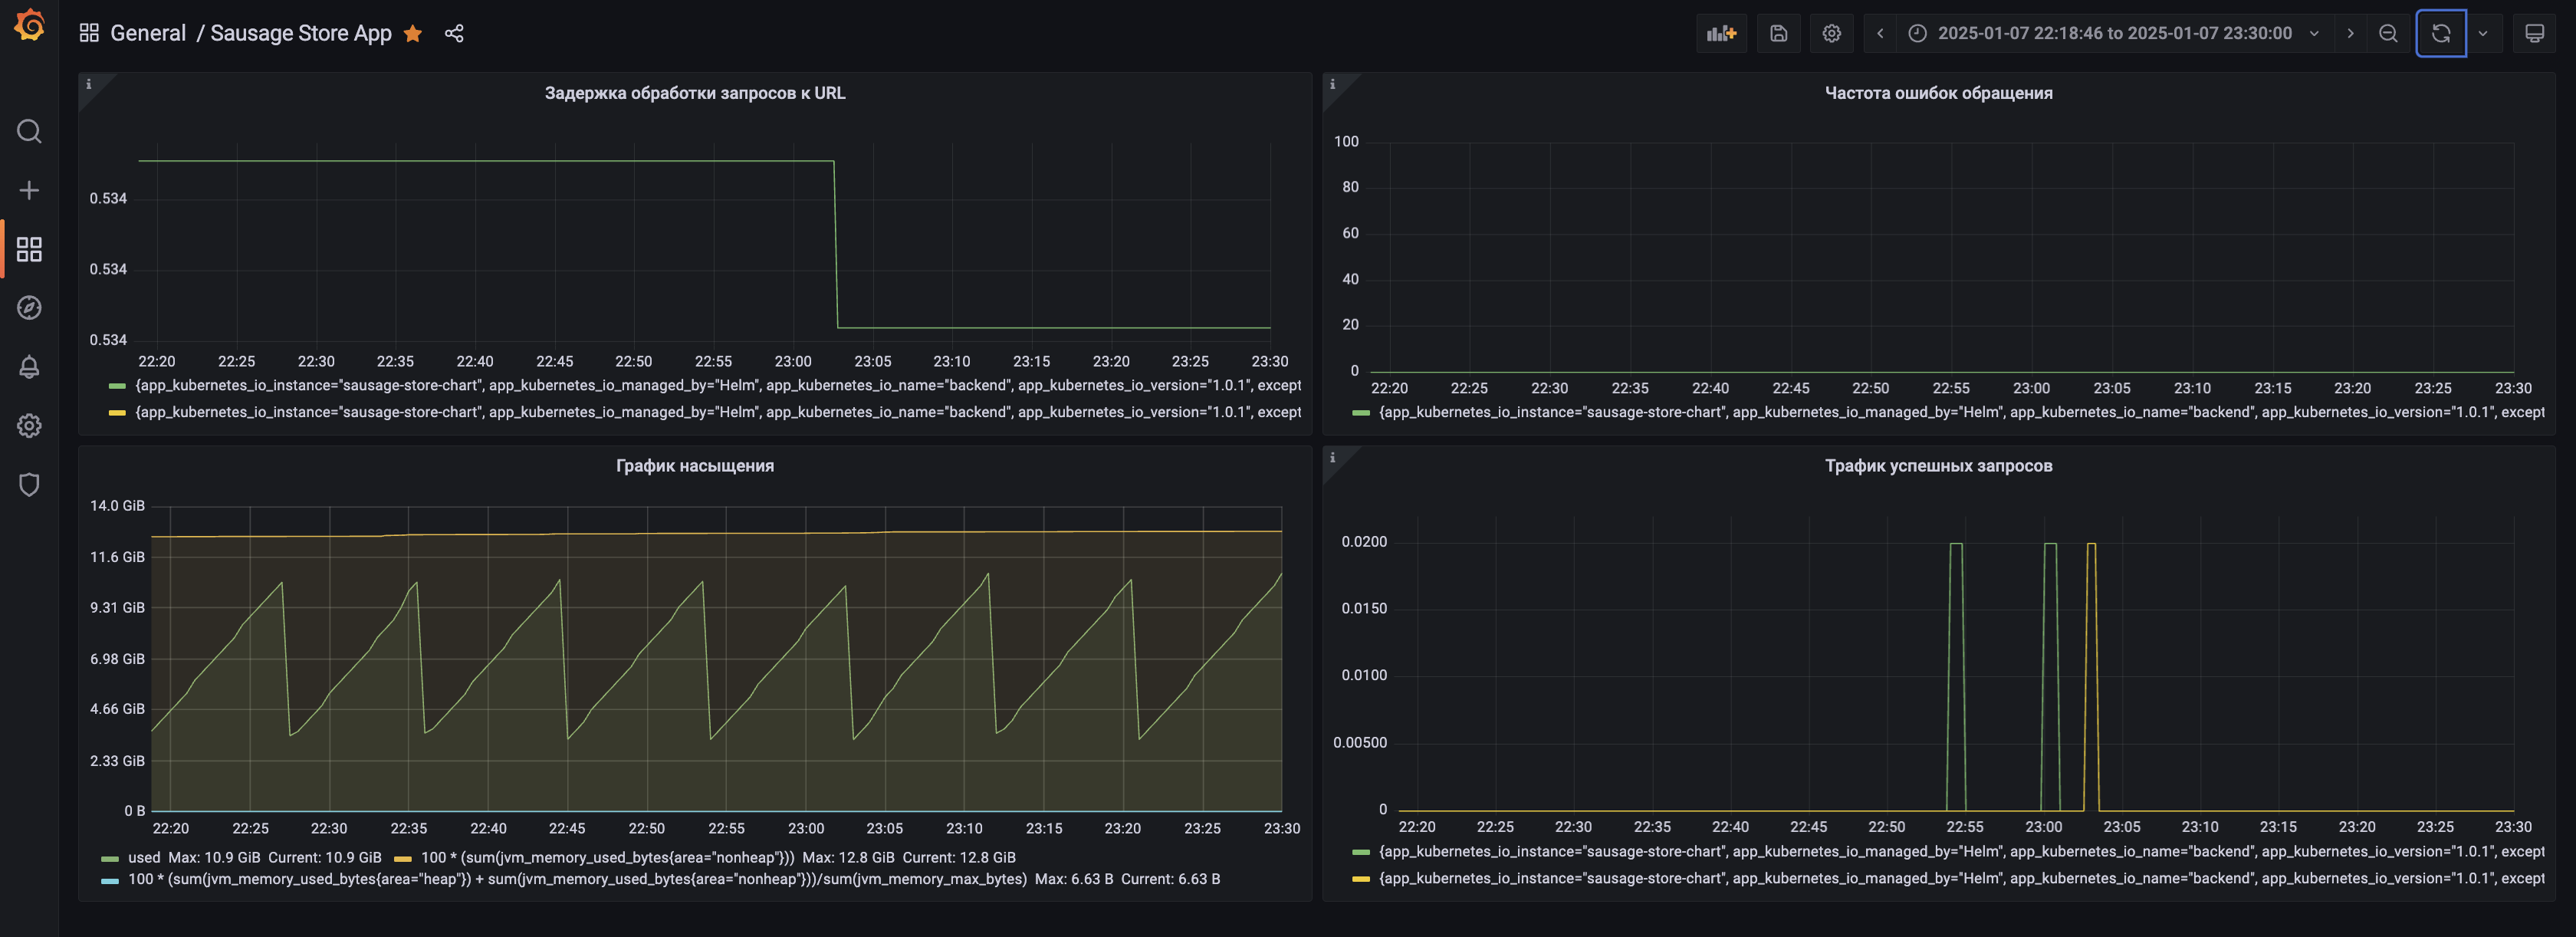 General / Sausage Store App
2025-01-07 22:18:46 to 2025-01-07 23:30:00
i
Задержка обработки запросов к URL
0.534
0.534
0.534
22:20 22:25 22:30 22:35 22:40 22:45 22:50 22:55 23:00 23:05 23:10 23:15 23:20 23:25 23:30
{app_kubernetes_io_instance="sausage-store-chart", app_kubernetes_io_managed_by="Helm", app_kubernetes_io_name="backend", app_kubernetes_io_version="1.0.1", except
{app_kubernetes_io_instance="sausage-store-chart", app_kubernetes_io_managed_by="Helm", app_kubernetes_io_name="backend", app_kubernetes_io_version="1.0.1", except
i
Частота ошибок обращения
100
80
60
40
20
0
22:20 22:25 22:30 22:35 22:40 22:45 22:50 22:55 23:00 23:05 23:10 23:15 23:20 23:25 23:30
{app_kubernetes_io_instance="sausage-store-chart", app_kubernetes_io_managed_by="Helm", app_kubernetes_io_name="backend", app_kubernetes_io_version="1.0.1", except
График насыщения
14.0 GiB
11.6 GiB
9.31 GiB
6.98 GiB
4.66 GiB
2.33 GiB
0 B
22:20 22:25 22:30 22:35 22:40 22:45 22:50 22:55 23:00 23:05 23:10 23:15 23:20 23:25 23:30
used Max: 10.9 GiB Current: 10.9 GiB 100 * (sum(jvm_memory_used_bytes{area="nonheap"})) Max: 12.8 GiB Current: 12.8 GiB
100 * (sum(jvm_memory_used_bytes{area="heap"}) + sum(jvm_memory_used_bytes{area="nonheap"}))/sum(jvm_memory_max_bytes) Max: 6.63 B Current: 6.63 B
i
Трафик успешных запросов
0.0200
0.0150
0.0100
0.00500
0
22:20 22:25 22:30 22:35 22:40 22:45 22:50 22:55 23:00 23:05 23:10 23:15 23:20 23:25 23:30
{app_kubernetes_io_instance="sausage-store-chart", app_kubernetes_io_managed_by="Helm", app_kubernetes_io_name="backend", app_kubernetes_io_version="1.0.1", except
{app_kubernetes_io_instance="sausage-store-chart", app_kubernetes_io_managed_by="Helm", app_kubernetes_io_name="backend", app_kubernetes_io_version="1.0.1", except